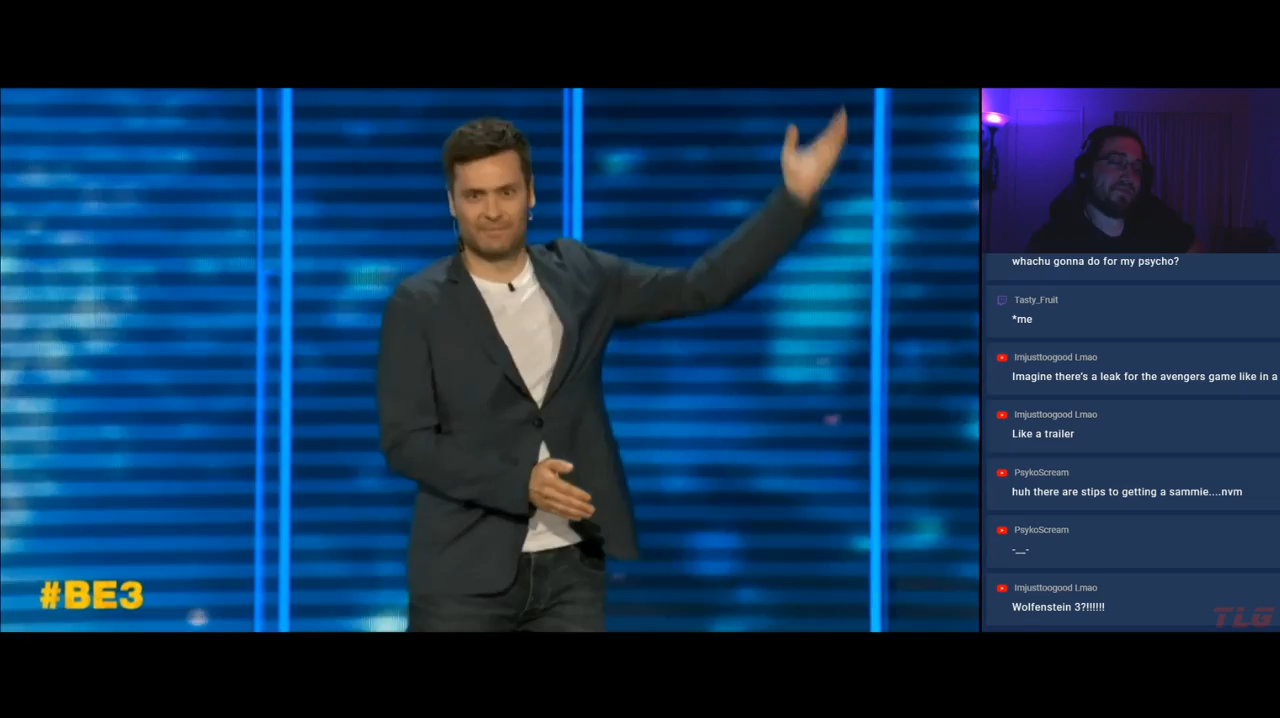 #BE3
whachu gonna do for my psycho?
Tasty_Fruit
*me
Imjusttoogood Lmao
Imagine there's a leak for the avengers game like in a
Imjusttoogood Lmao
Like a trailer
PsykoScream
huh there are stips to getting a sammie....nvm
PsykoScream
-__-
Imjusttoogood Lmao
Wolfenstein 3?!!!!!!
TLG